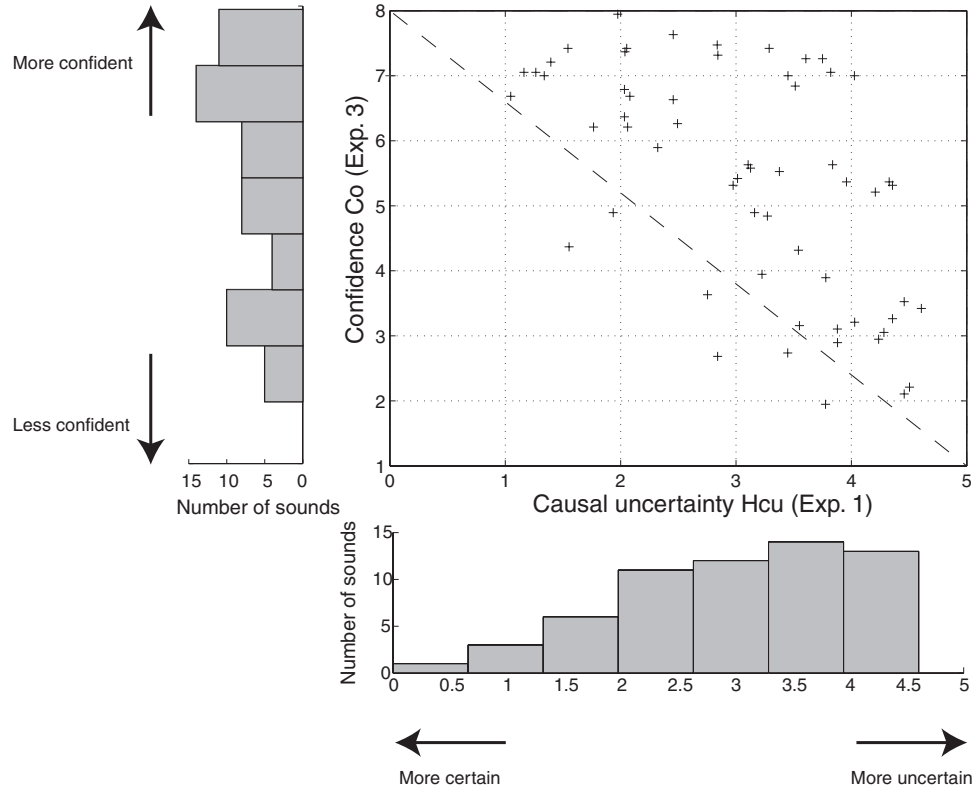 More confident
Less confident
15 10 5 0
Number of sounds
8
7
6
5
4
3
2
1
Confidence Co (Exp. 3)
0 1 2 3 4 5
Causal uncertainty Hcu (Exp. 1)
15
10
5
0
Number of sounds
0 0.5 1 1.5 2 2.5 3 3.5 4 4.5 5
More certain
More uncertain